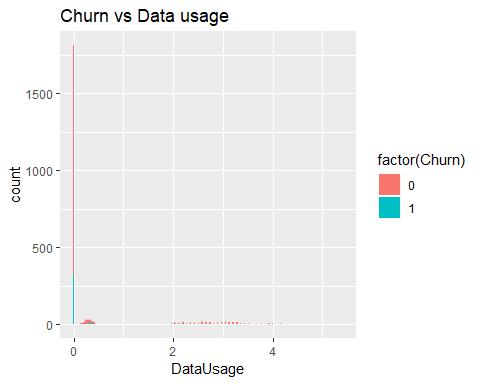 Churn vs Data usage
1500
1000
500
0
count
0 2 4
DataUsage
factor(Churn)
0
1